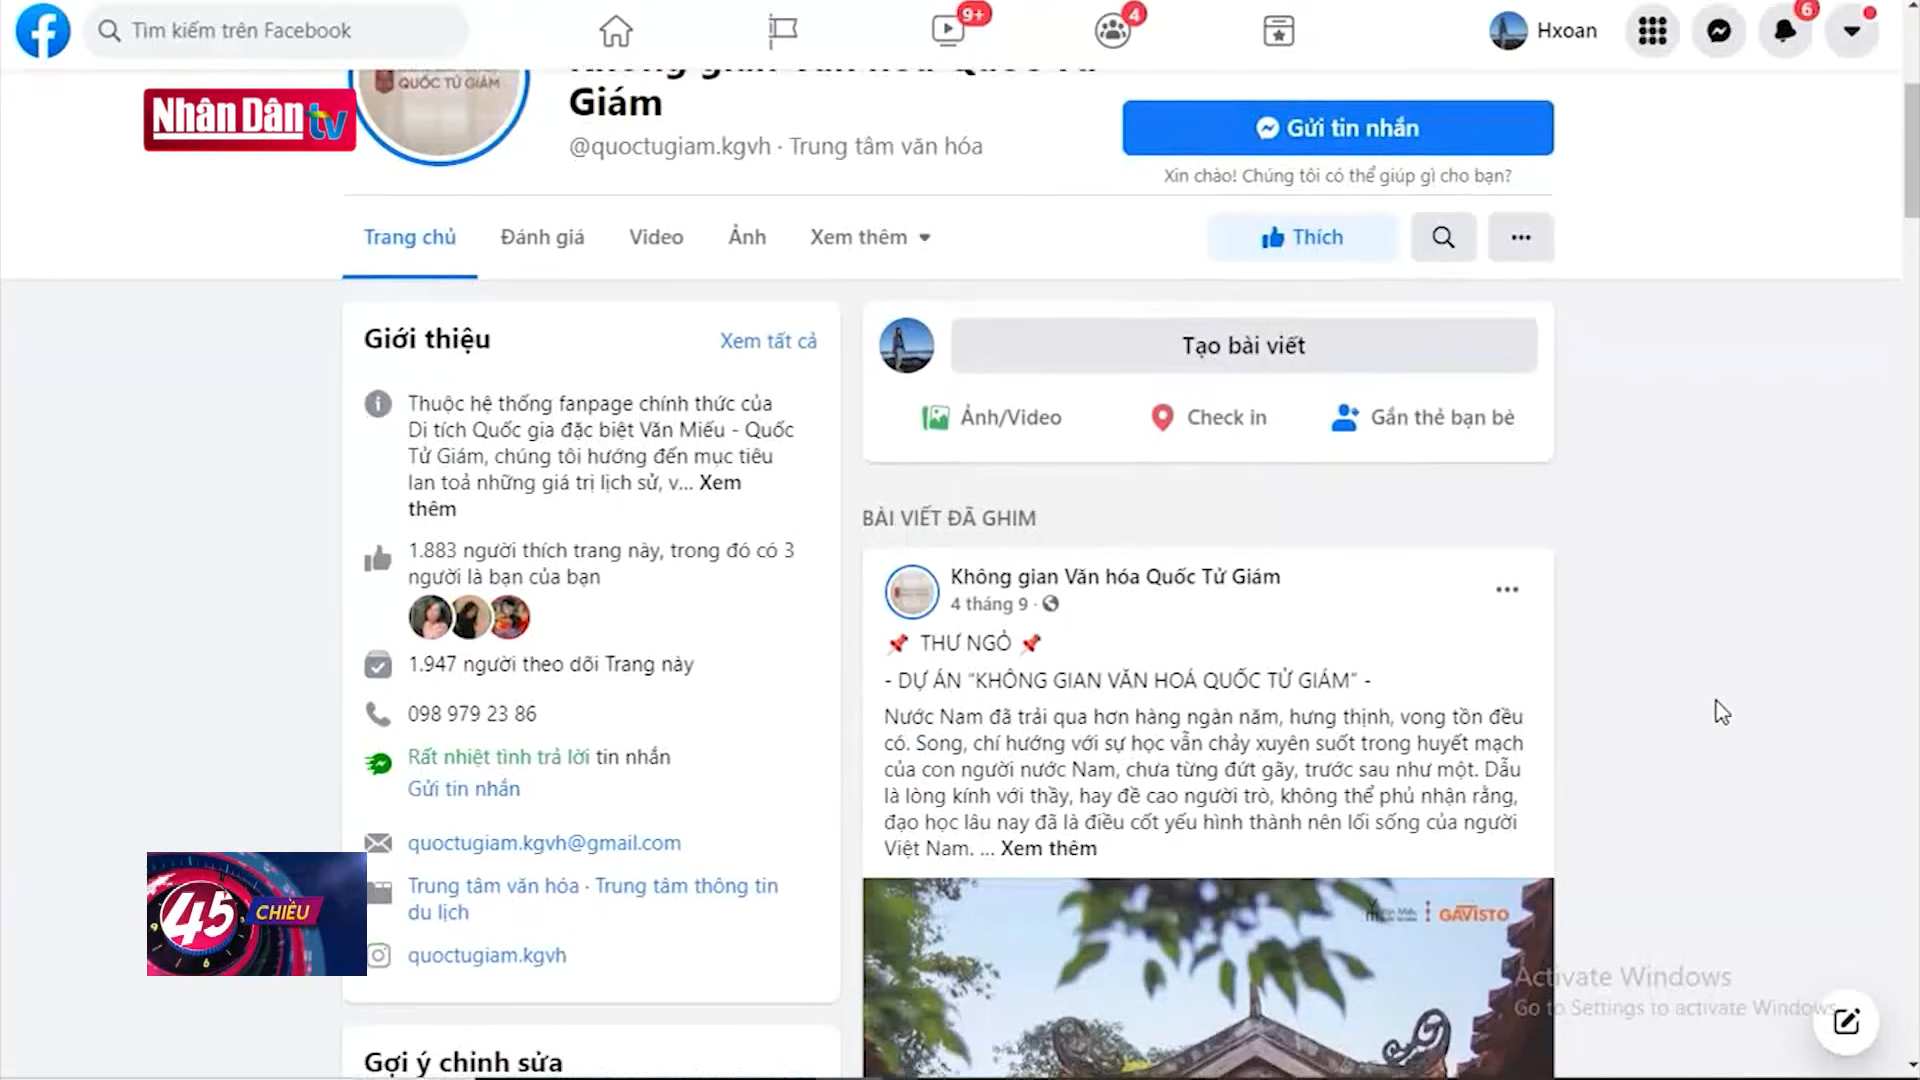 Tìm kiếm trên Facebook
9+
4
Hxoan
6
QUỐC TỬ GIÁM
Nhân Dân tv
Không gian Văn hóa Quốc Tử
Giám
@quoctugiam.kgvh · Trung tâm văn hóa
Gửi tin nhắn
Xin chào! Chúng tôi có thể giúp gì cho bạn?
Trang chủ
Đánh giá
Video
Ảnh
Xem thêm
Thích
Giới thiệu
Xem tất cả
Thuộc hệ thống fanpage chính thức của
Di tích Quốc gia đặc biệt Văn Miếu - Quốc
Tử Giám, chúng tôi hướng đến mục tiêu
lan toả những giá trị lịch sử, v... Xem
thêm
1.883 người thích trang này, trong đó có 3
người là bạn của bạn
1.947 người theo dõi Trang này
098 979 23 86
Rất nhiệt tình trả lời tin nhắn
Gửi tin nhắn
quoctugiam.kgvh@gmail.com
Trung tâm văn hóa · Trung tâm thông tin
du lịch
quoctugiam.kgvh
45 CHIỀU
9
6
Gợi ý chỉnh sửa
Tạo bài viết
Ảnh/Video
Check in
Gắn thẻ bạn bè
BÀI VIẾT ĐÃ GHIM
Không gian Văn hóa Quốc Tử Giám
4 tháng 9 ·
THƯ NGỎ
- DỰ ÁN “KHÔNG GIAN VĂN HOÁ QUỐC TỬ GIÁM” -
Nước Nam đã trải qua hơn hàng ngàn năm, hưng thịnh, vong tồn đều
có. Song, chí hướng với sự học vẫn chảy xuyên suốt trong huyết mạch
của con người nước Nam, chưa từng đứt gãy, trước sau như một. Dẫu
là lòng kính với thầy, hay đề cao người trò, không thể phủ nhận rằng,
đạo học lâu nay đã là điều cốt yếu hình thành nên lối sống của người
Việt Nam. ... Xem thêm
GAVISTO
Activate Windows
Go to Settings to activate Windows.